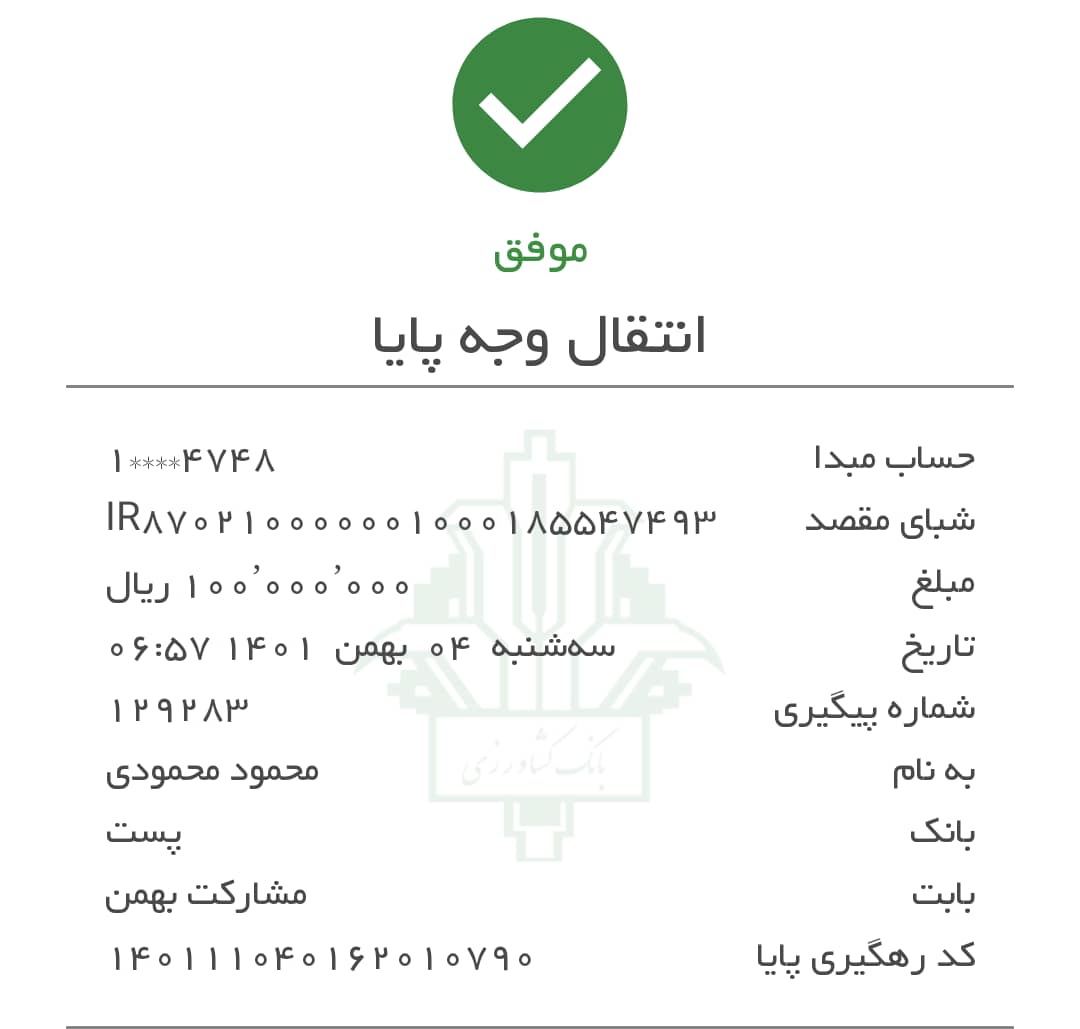 موفق
انتقال وجه پایا
حساب مبدا ۱****۴۷۴۸
شبای مقصد IR۸۷۰۲۱۰۰۰۰۰۰۱۰۰۰۱۸۵۵۴۷۴۹۳
مبلغ ۱۰۰٬۰۰۰٬۰۰۰ ریال
تاریخ سه‌شنبه ۰۴ بهمن ۱۴۰۱ ۰۶:۵۷
شماره پیگیری ۱۲۹۲۸۳
به نام محمود محمودی
بانک کشاورزی
بانک پست
بابت مشارکت بهمن
کد رهگیری پایا ۱۴۰۱۱۱۰۴۰۱۶۲۰۱۰۷۹۰